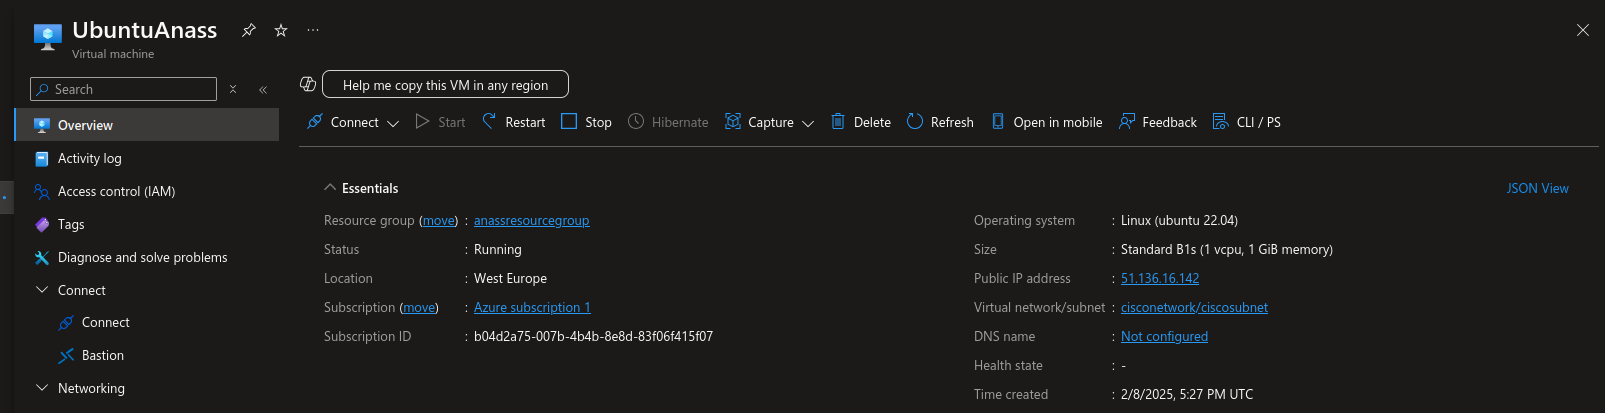 UbuntuAnass
Virtual machine
Search
Overview
Activity log
Access control (IAM)
Tags
Diagnose and solve problems
Connect
Connect
Bastion
Networking
Help me copy this VM in any region
Connect Start Restart Stop Hibernate Capture Delete Refresh Open in mobile Feedback CLI / PS
Essentials
JSON View
Resource group (move) : anassresourcegroup
Status : Running
Location : West Europe
Subscription (move) : Azure subscription 1
Subscription ID : b04d2a75-007b-4b4b-8e8d-83f06f415f07
Operating system : Linux (ubuntu 22.04)
Size : Standard B1s (1 vcpu, 1 GiB memory)
Public IP address : 51.136.16.142
Virtual network/subnet : cisconetwork/ciscosubnet
DNS name : Not configured
Health state : -
Time created : 2/8/2025, 5:27 PM UTC